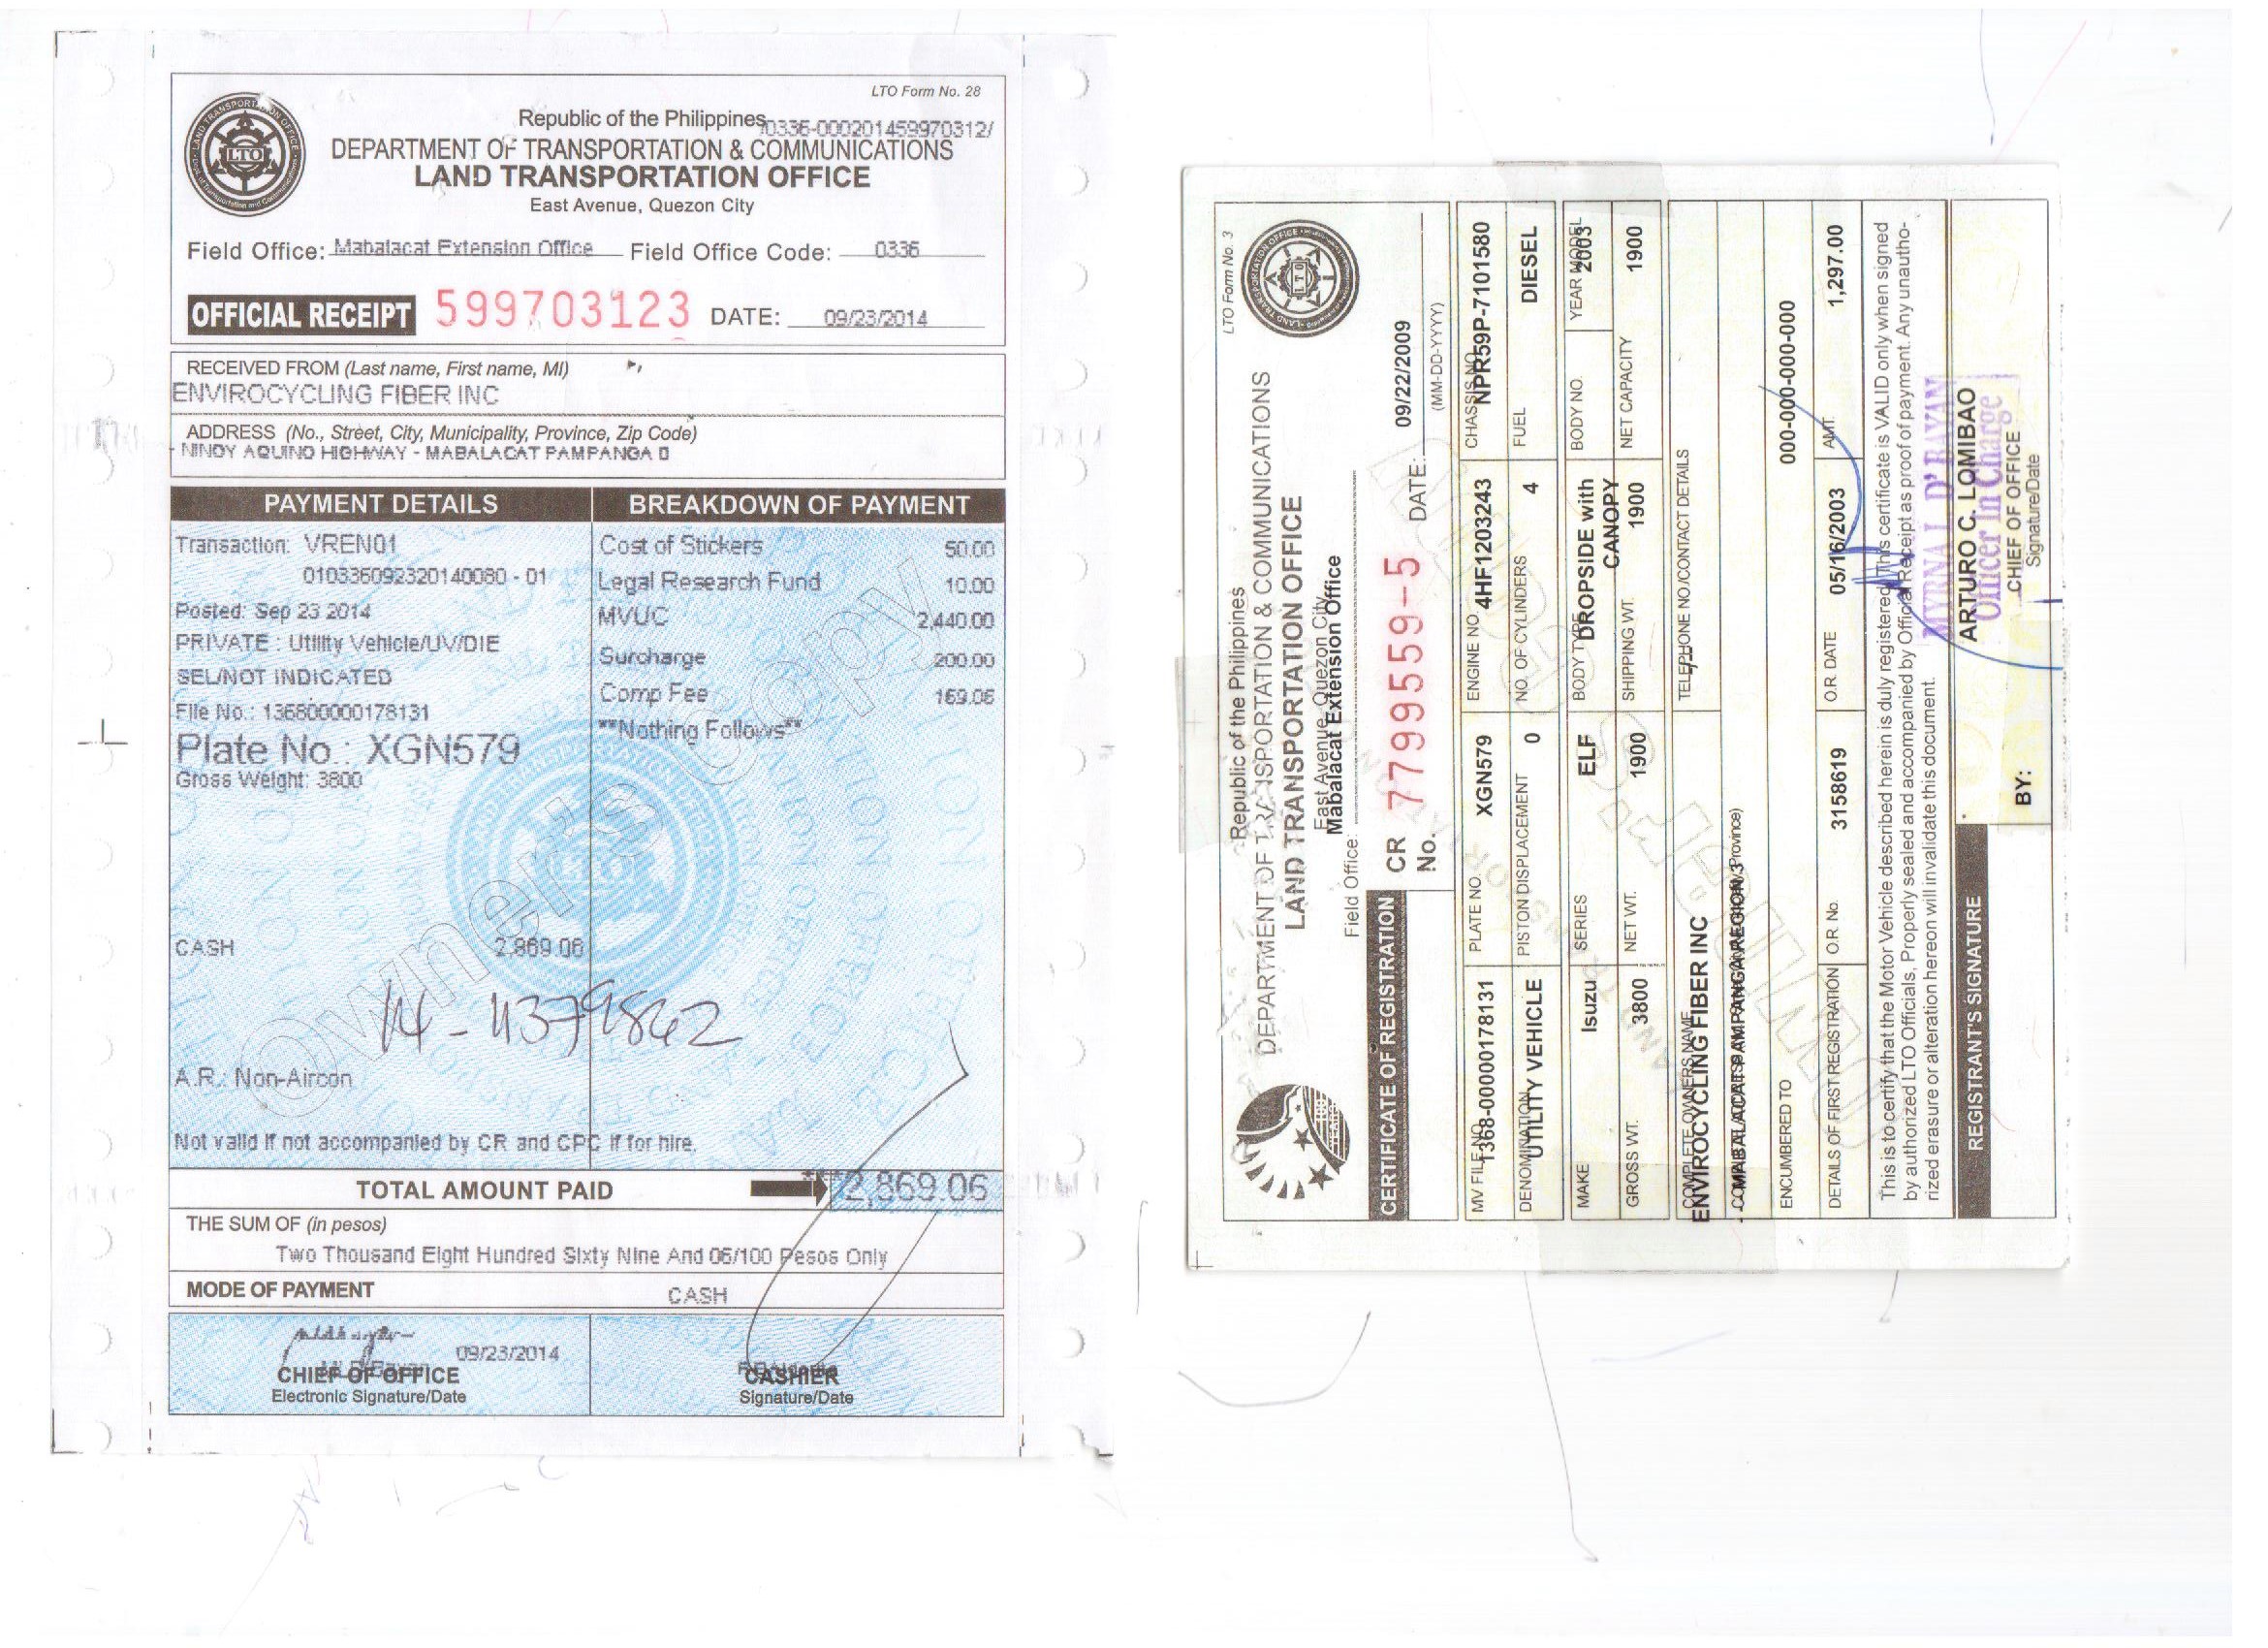 LTO Form No. 28
Republic of the Philippines
0336-000201459970312/
DEPARTMENT OF TRANSPORTATION & COMMUNICATIONS
LAND TRANSPORTATION OFFICE
East Avenue, Quezon City
Field Office: Mabalacat Extension Office Field Office Code: 0336
OFFICIAL RECEIPT 599703123 DATE: 09/23/2014
RECEIVED FROM (Last name, First name, MI)
ENVIROCYCLING FIBER INC
ADDRESS (No., Street, City, Municipality, Province, Zip Code)
NINOY AQUINO HIGHWAY - MABALACAT PAMPANGA
PAYMENT DETAILS BREAKDOWN OF PAYMENT
Transaction: VREN01 Cost of Stickers 50.00
010336092320140080 - 01 Legal Research Fund 10.00
Posted: Sep 23 2014 MVUC 2,440.00
PRIVATE : Utility Vehicle/UV/DIE Surcharge 200.00
SEL/NOT INDICATED Comp Fee 169.06
File No.: 136800000178131 **Nothing Follows**
Plate No.: XGN579
Gross Weight: 3800
Owner's Copy
CASH 2,869.06
14-11379862
A.R.: Non-Aircon
Not valid if not accompanied by CR and CPC if for hire.
TOTAL AMOUNT PAID 2,869.06
THE SUM OF (in pesos)
Two Thousand Eight Hundred Sixty Nine And 06/100 Pesos Only
MODE OF PAYMENT CASH
09/23/2014
CHIEF OF OFFICE CASHIER
Electronic Signature/Date Signature/Date
LTO Form No. 3
Republic of the Philippines
DEPARTMENT OF TRANSPORTATION & COMMUNICATIONS
LAND TRANSPORTATION OFFICE
East Avenue, Quezon City
Field Office: Mabalacat Extension Office
CERTIFICATE OF REGISTRATION CR No. 7799559-5 DATE: 09/22/2009
(MM-DD-YYYY)
MV FILE NO. 1368-00000178131 PLATE NO. XGN579 ENGINE NO. 4HF1203243 CHASSIS NO. NPR59P-7101580
DENOMINATION UTILITY VEHICLE PISTON DISPLACEMENT 0 NO. OF CYLINDERS 4 FUEL DIESEL
MAKE Isuzu SERIES ELF BODY TYPE DROPSIDE with CANOPY BODY NO. YEAR MODEL 2003
GROSS WT. 3800 NET WT. 1900 SHIPPING WT. 1900 NET CAPACITY 1900
COMPLETE OWNER'S NAME TELEPHONE NO./CONTACT DETAILS
ENVIROCYCLING FIBER INC
- MABALACAT PAMPANGA REGION 3
ENCUMBERED TO 000-000-000-000-000
DETAILS OF FIRST REGISTRATION O.R. No. 3158619 O.R. DATE 05/16/2003 AMT. 1,297.00
This is to certify that the Motor Vehicle described herein is duly registered. This certificate is VALID only when signed
by authorized LTO Officials, Properly sealed and accompanied by Official Receipt as proof of payment. Any unautho-
rized erasure or alteration hereon will invalidate this document.
MYRNA I. D' RAYAN
REGISTRANT'S SIGNATURE ARTURO C. LOMIBAO
Officer In Charge
BY: CHIEF OF OFFICE
Signature/Date